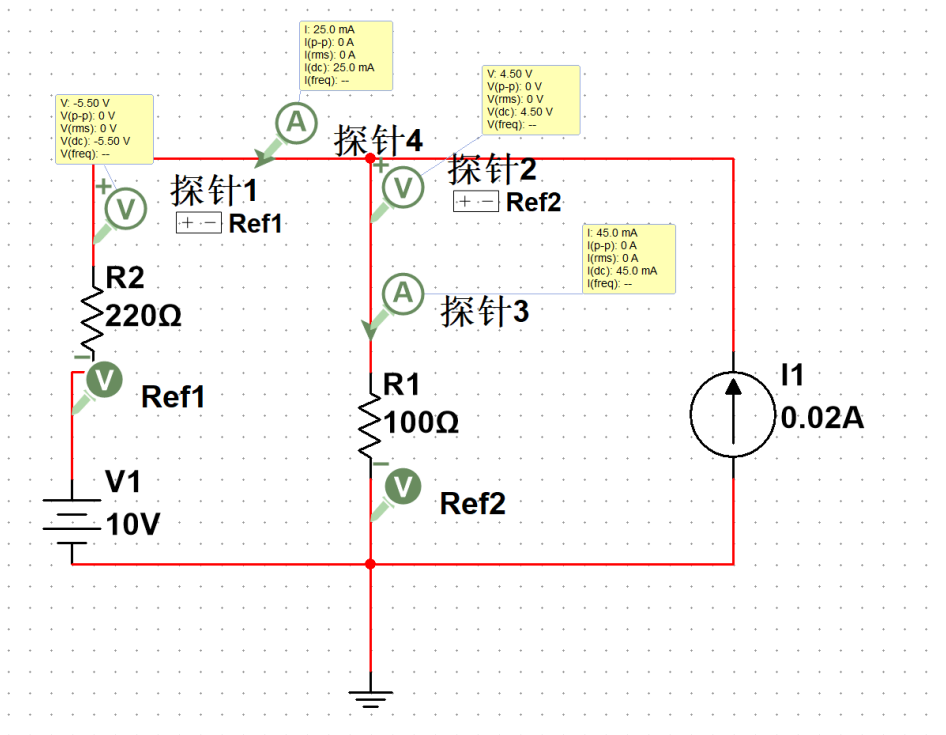 I: 25.0 mA
I(p-p): 0 A
I(rms): 0 A
I(dc): 25.0 mA
I(freq): --
V: 4.50 V
V(p-p): 0 V
V(rms): 0 V
V(dc): 4.50 V
V(freq): --
V: -5.50 V
V(p-p): 0 V
V(rms): 0 V
V(dc): -5.50 V
V(freq): --
A
探针4
探针2
+ - Ref2
+
V
探针1
+ - Ref1
+
V
I: 45.0 mA
I(p-p): 0 A
I(rms): 0 A
I(dc): 45.0 mA
I(freq): --
R2
220Ω
A
探针3
−
V
Ref1
R1
100Ω
I1
0.02A
−
V
Ref2
V1
10V